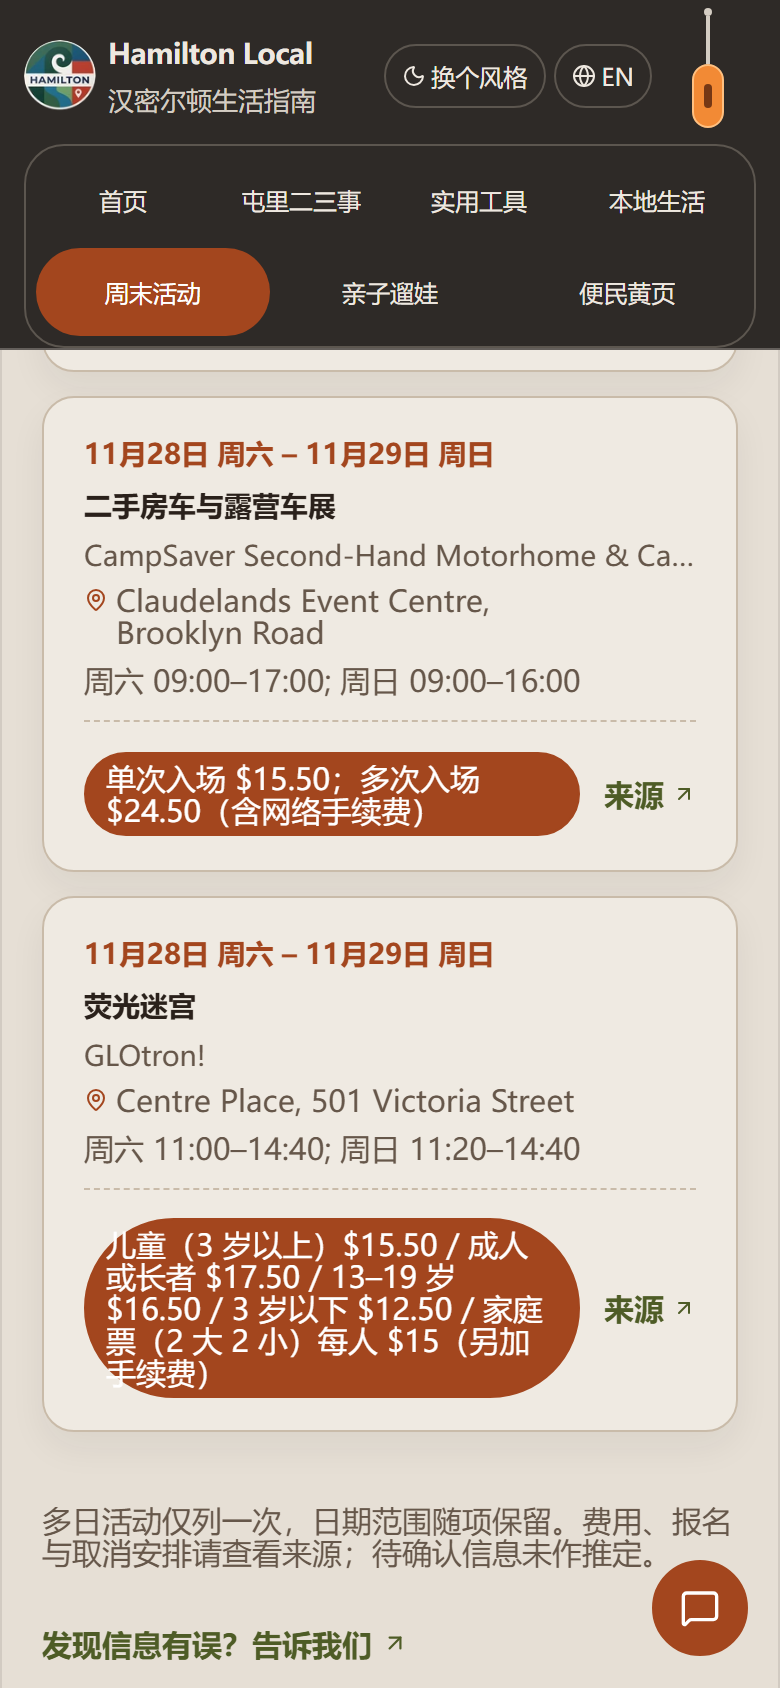 Hamilton Local
汉密尔顿生活指南
HAMILTON
换个风格
EN
首页 屯里二三事 实用工具 本地生活
周末活动 亲子遛娃 便民黄页
11月28日 周六 – 11月29日 周日
二手房车与露营车展
CampSaver Second-Hand Motorhome & Ca...
Claudelands Event Centre,
Brooklyn Road
周六 09:00–17:00; 周日 09:00–16:00
单次入场 $15.50；多次入场
$24.50（含网络手续费）
来源
11月28日 周六 – 11月29日 周日
荧光迷宫
GLOtron!
Centre Place, 501 Victoria Street
周六 11:00–14:40; 周日 11:20–14:40
儿童（3 岁以上）$15.50 / 成人
或长者 $17.50 / 13–19 岁
$16.50 / 3 岁以下 $12.50 / 家庭
票（2 大 2 小）每人 $15（另加
手续费）
来源
多日活动仅列一次，日期范围随项保留。费用、报名
与取消安排请查看来源；待确认信息未作推定。
发现信息有误？告诉我们